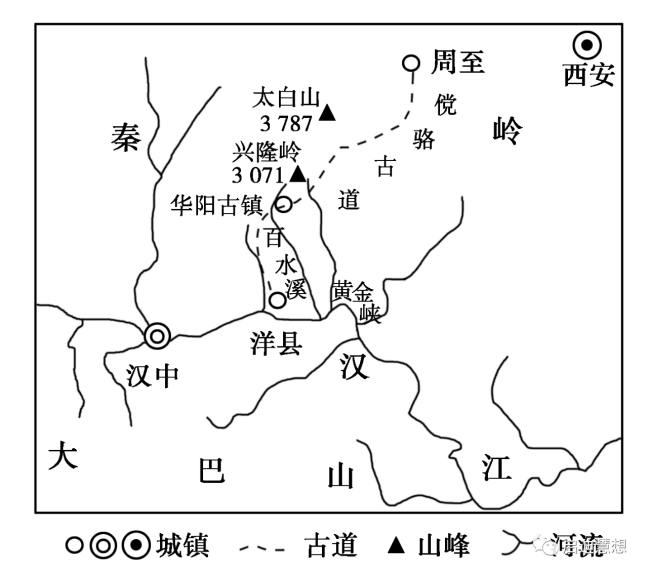 周至
西安
太白山
3 787
秦
岭
兴隆岭
3 071
傥
骆
古
道
华阳古镇
百
水
溪
黄金
峡
洋县
汉中
汉
大
巴
山
江
城镇
古道
山峰
河流